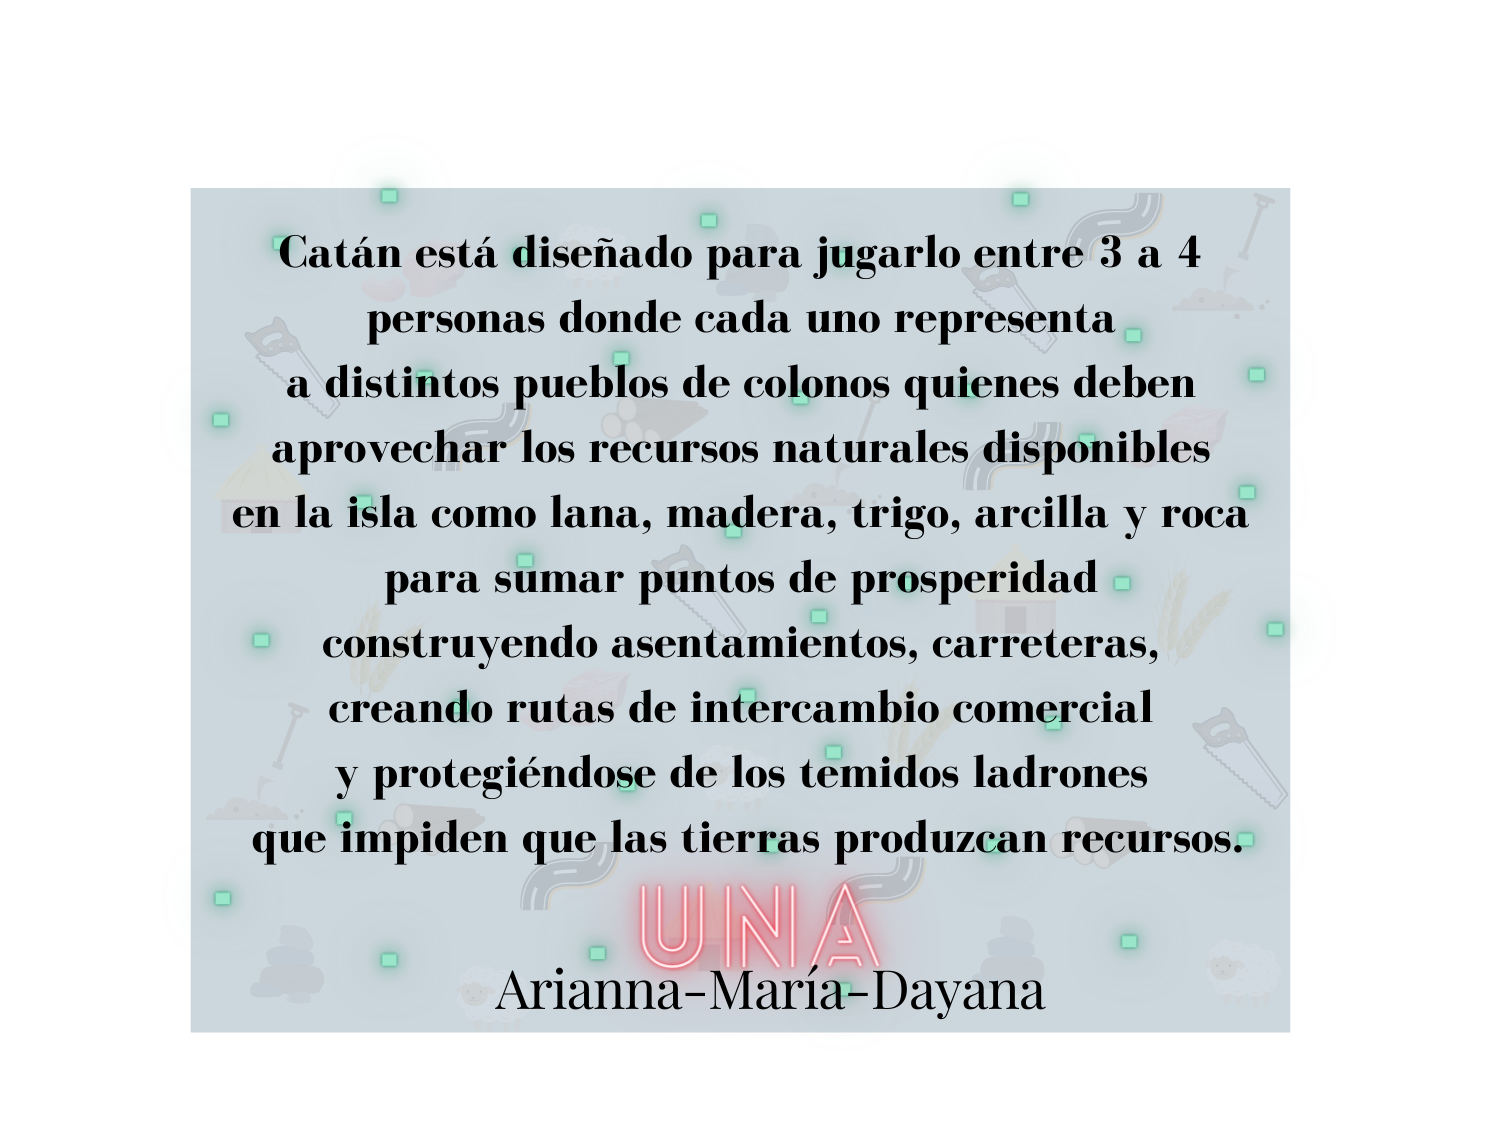 Catán está diseñado para jugarlo entre 3 a 4
personas donde cada uno representa
a distintos pueblos de colonos quienes deben
aprovechar los recursos naturales disponibles
en la isla como lana, madera, trigo, arcilla y roca
para sumar puntos de prosperidad
construyendo asentamientos, carreteras,
creando rutas de intercambio comercial
y protegiéndose de los temidos ladrones
que impiden que las tierras produzcan recursos.
UNA
Arianna-María-Dayana